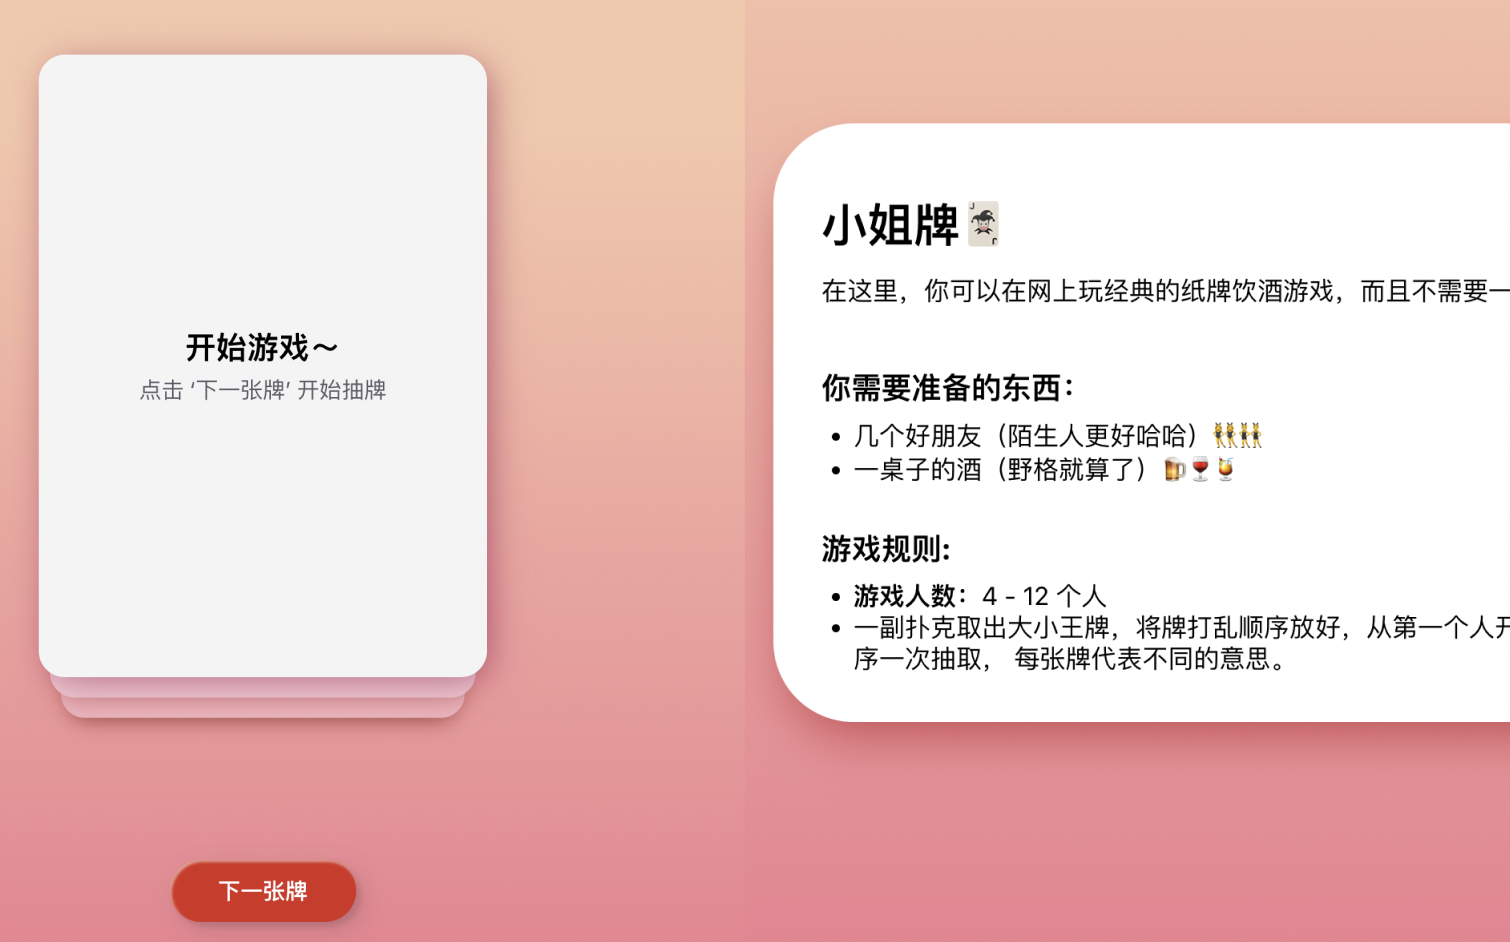 开始游戏～
点击 ‘下一张牌’ 开始抽牌
下一张牌
小姐牌🃏
在这里，你可以在网上玩经典的纸牌饮酒游戏，而且不需要一
你需要准备的东西：
• 几个好朋友（陌生人更好哈哈）👯👯‍♂️
• 一桌子的酒（野格就算了）🍺🍷🍹
游戏规则:
• 游戏人数：4 - 12 个人
• 一副扑克取出大小王牌，将牌打乱顺序放好，从第一个人开
序一次抽取， 每张牌代表不同的意思。